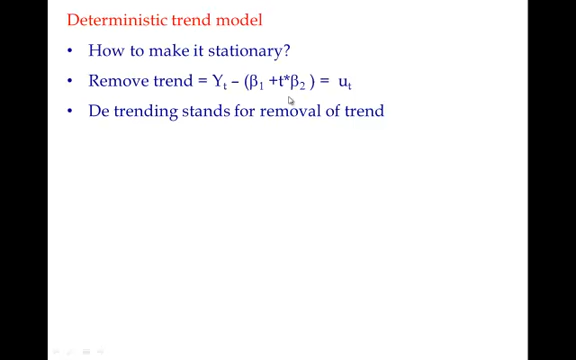 Deterministic trend model
• How to make it stationary?
• Remove trend = Yₜ – (β₁ +t*β₂ ) = uₜ
• De trending stands for removal of trend